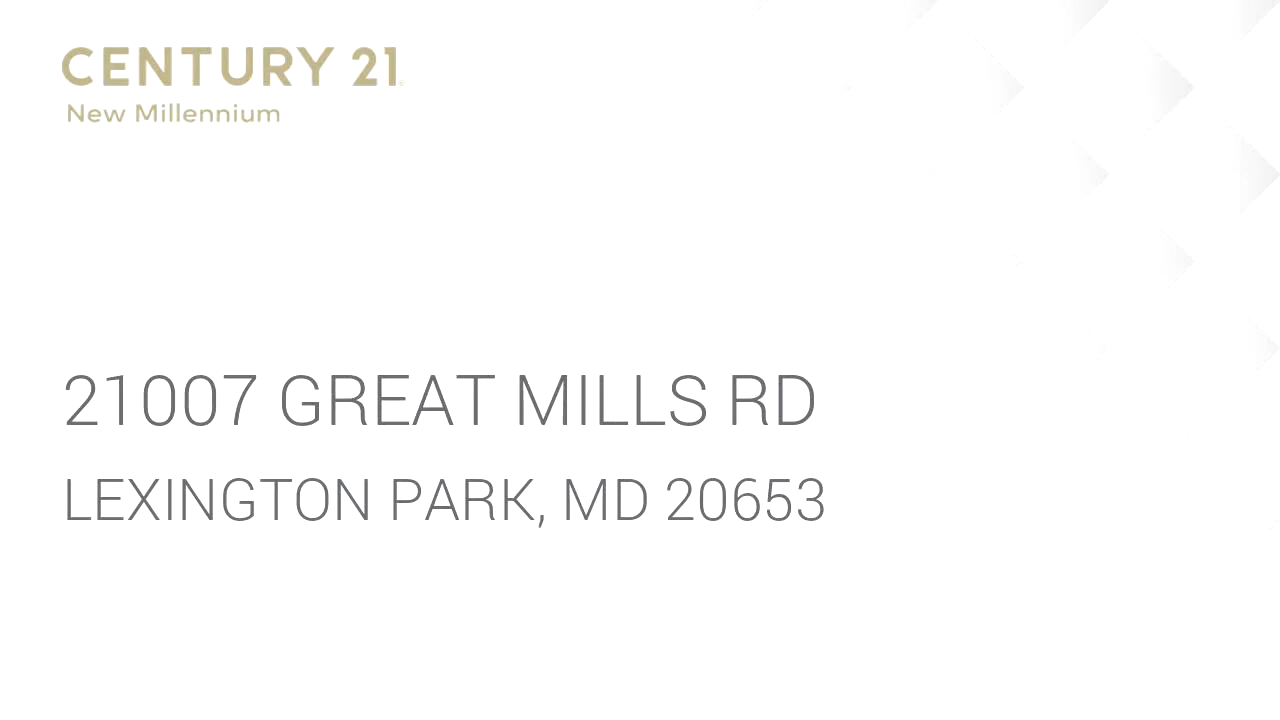 CENTURY 21
New Millennium
21007 GREAT MILLS RD
LEXINGTON PARK, MD 20653